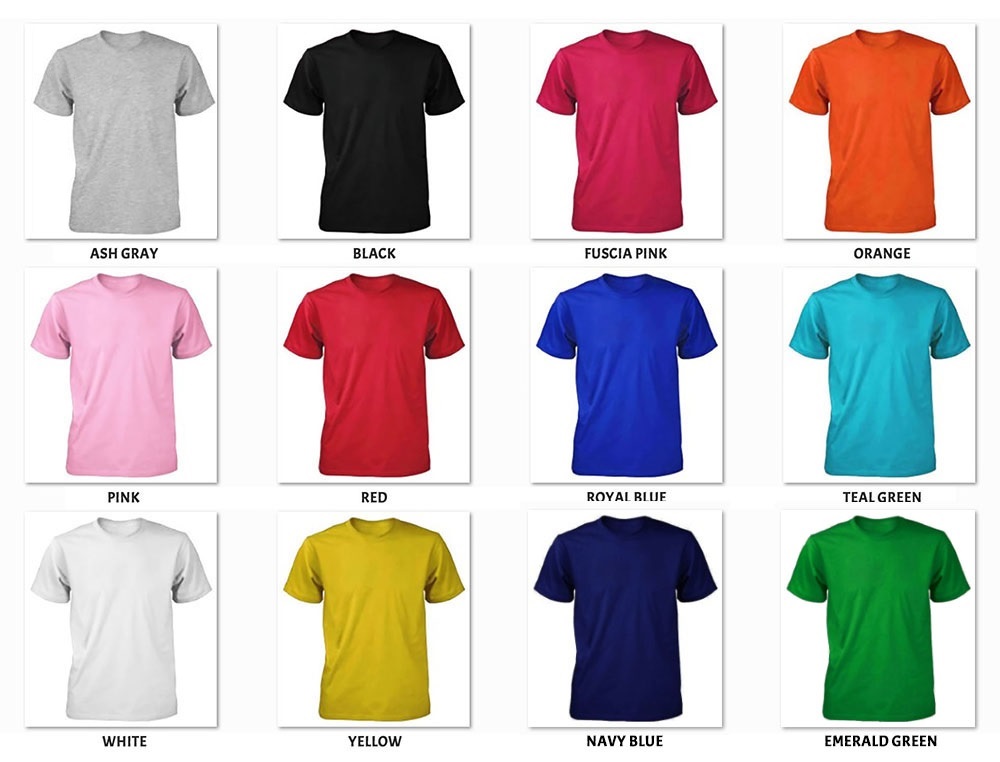 ASH GRAY
BLACK
FUSCIA PINK
ORANGE
PINK
RED
ROYAL BLUE
TEAL GREEN
WHITE
YELLOW
NAVY BLUE
EMERALD GREEN